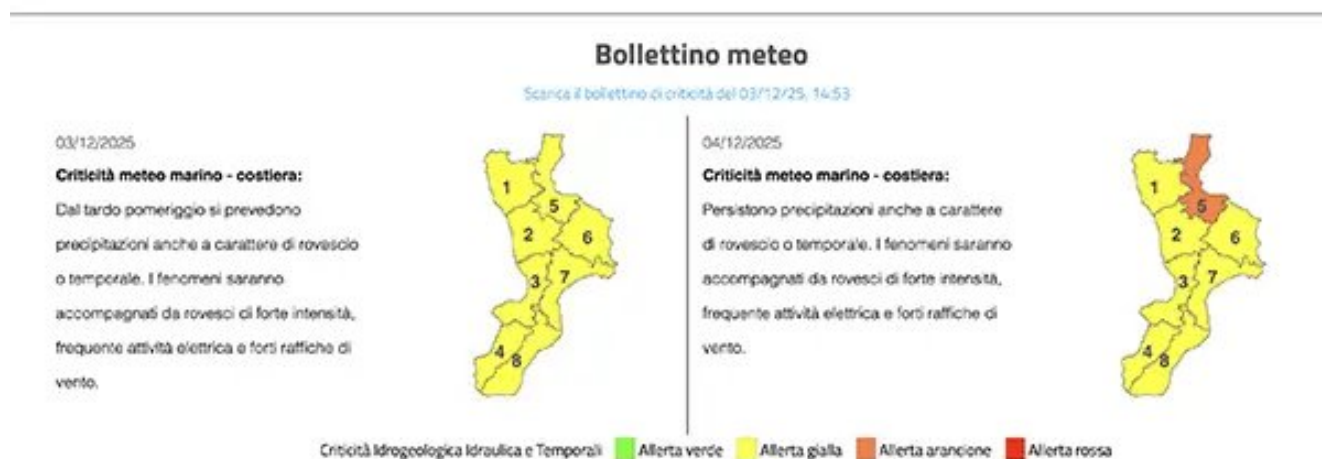 Bollettino meteo
Scarica il bollettino di criticità del 03/12/25, 14:53
03/12/2025
Criticità meteo marino - costiera:
Dal tardo pomeriggio si prevedono
precipitazioni anche a carattere di rovescio
o temporale. I fenomeni saranno
accompagnati da rovesci di forte intensità,
frequente attività elettrica e forti raffiche di
vento.
1
5
2
6
3
7
4
8
04/12/2025
Criticità meteo marino - costiera:
Persistono precipitazioni anche a carattere
di rovescio o temporale. I fenomeni saranno
accompagnati da rovesci di forte intensità,
frequente attività elettrica e forti raffiche di
vento.
1
5
2
6
3
7
4
8
Criticità Idrogeologica Idraulica e Temporali Allerta verde Allerta gialla Allerta arancione Allerta rossa